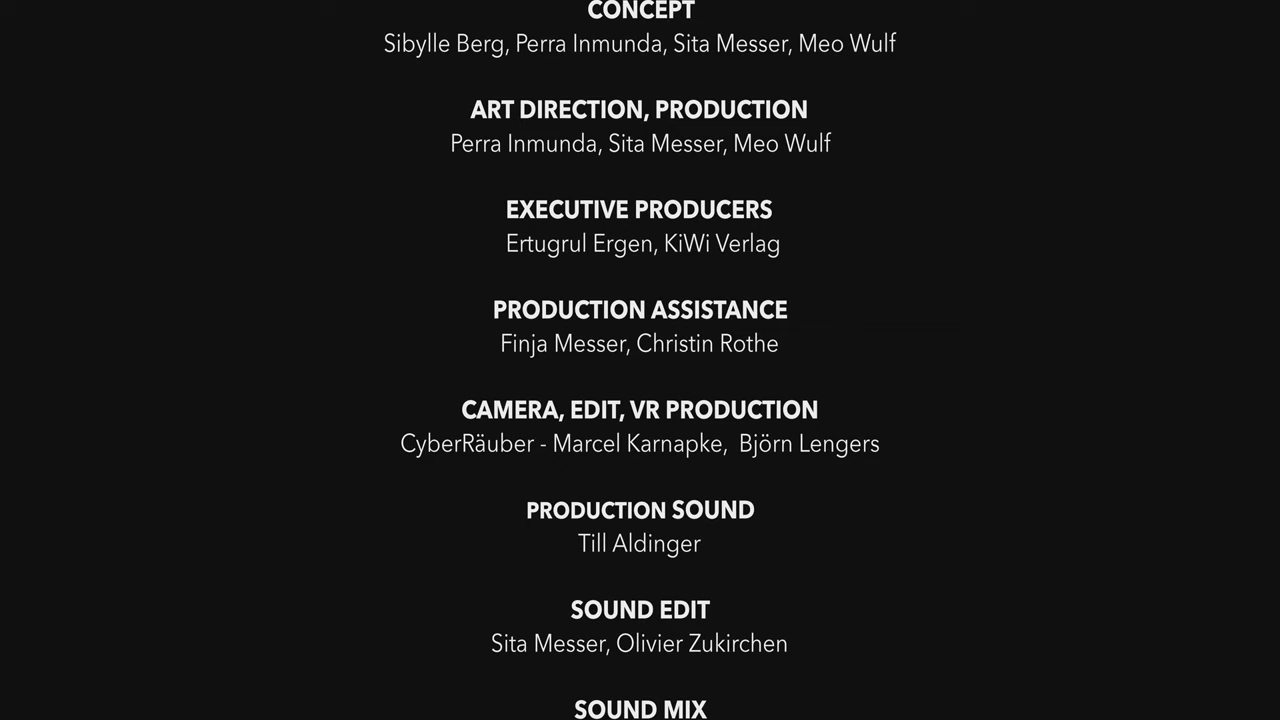 CONCEPT
Sibylle Berg, Perra Inmunda, Sita Messer, Meo Wulf
ART DIRECTION, PRODUCTION
Perra Inmunda, Sita Messer, Meo Wulf
EXECUTIVE PRODUCERS
Ertugrul Ergen, KiWi Verlag
PRODUCTION ASSISTANCE
Finja Messer, Christin Rothe
CAMERA, EDIT, VR PRODUCTION
CyberRäuber - Marcel Karnapke,  Björn Lengers
PRODUCTION SOUND
Till Aldinger
SOUND EDIT
Sita Messer, Olivier Zukirchen
SOUND MIX